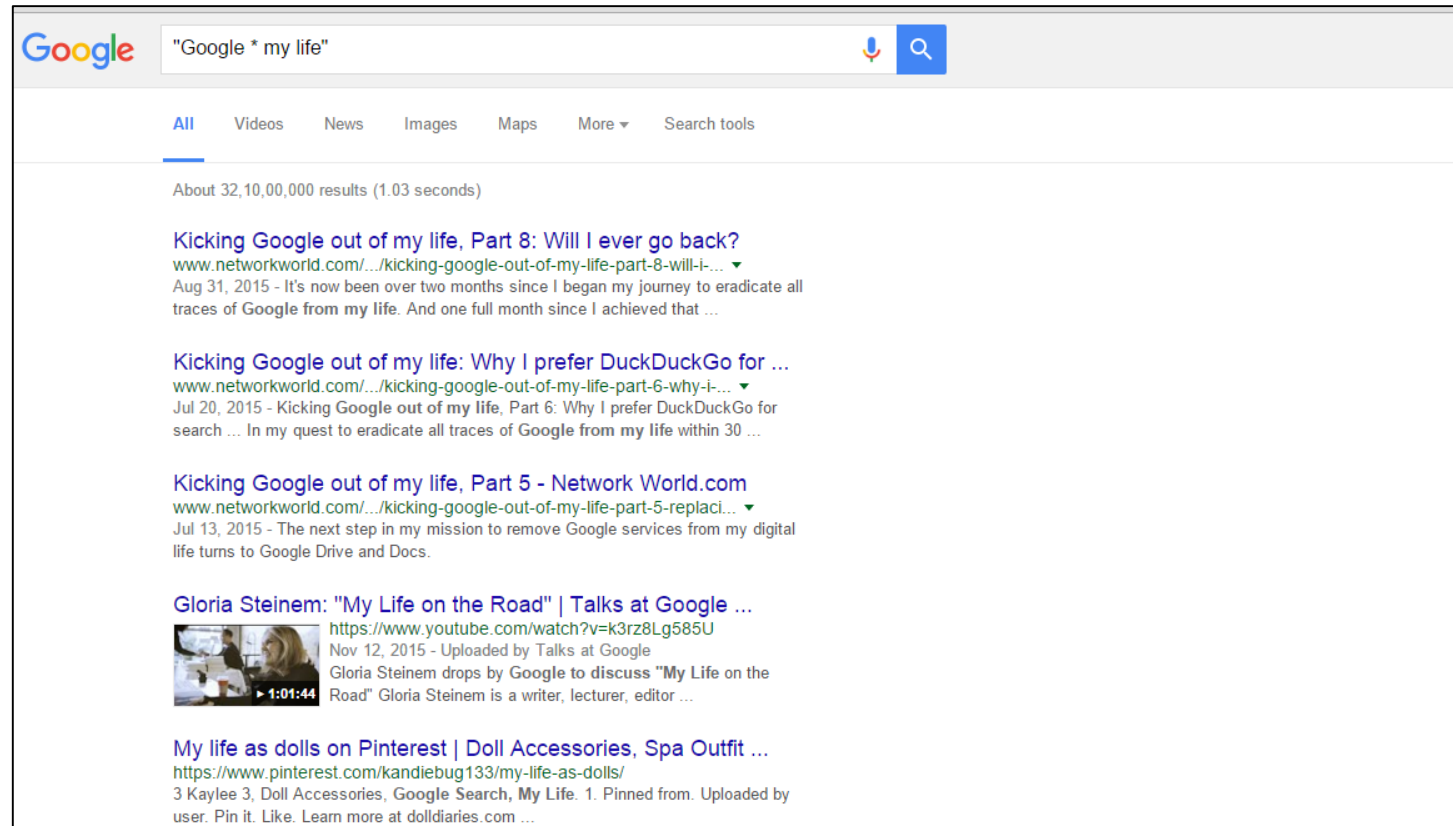 Google "Google * my life"
All Videos News Images Maps More Search tools
About 32,10,00,000 results (1.03 seconds)
Kicking Google out of my life, Part 8: Will I ever go back?
www.networkworld.com/.../kicking-google-out-of-my-life-part-8-will-i-...
Aug 31, 2015 - It's now been over two months since I began my journey to eradicate all
traces of Google from my life. And one full month since I achieved that ...
Kicking Google out of my life: Why I prefer DuckDuckGo for ...
www.networkworld.com/.../kicking-google-out-of-my-life-part-6-why-i-...
Jul 20, 2015 - Kicking Google out of my life, Part 6: Why I prefer DuckDuckGo for
search ... In my quest to eradicate all traces of Google from my life within 30 ...
Kicking Google out of my life, Part 5 - Network World.com
www.networkworld.com/.../kicking-google-out-of-my-life-part-5-replaci...
Jul 13, 2015 - The next step in my mission to remove Google services from my digital
life turns to Google Drive and Docs.
Gloria Steinem: "My Life on the Road" | Talks at Google ...
https://www.youtube.com/watch?v=k3rz8Lg585U
Nov 12, 2015 - Uploaded by Talks at Google
Gloria Steinem drops by Google to discuss "My Life on the
1:01:44 Road" Gloria Steinem is a writer, lecturer, editor ...
My life as dolls on Pinterest | Doll Accessories, Spa Outfit ...
https://www.pinterest.com/kandiebug133/my-life-as-dolls/
3 Kaylee 3, Doll Accessories, Google Search, My Life. 1. Pinned from. Uploaded by
user. Pin it. Like. Learn more at dolldiaries.com ...